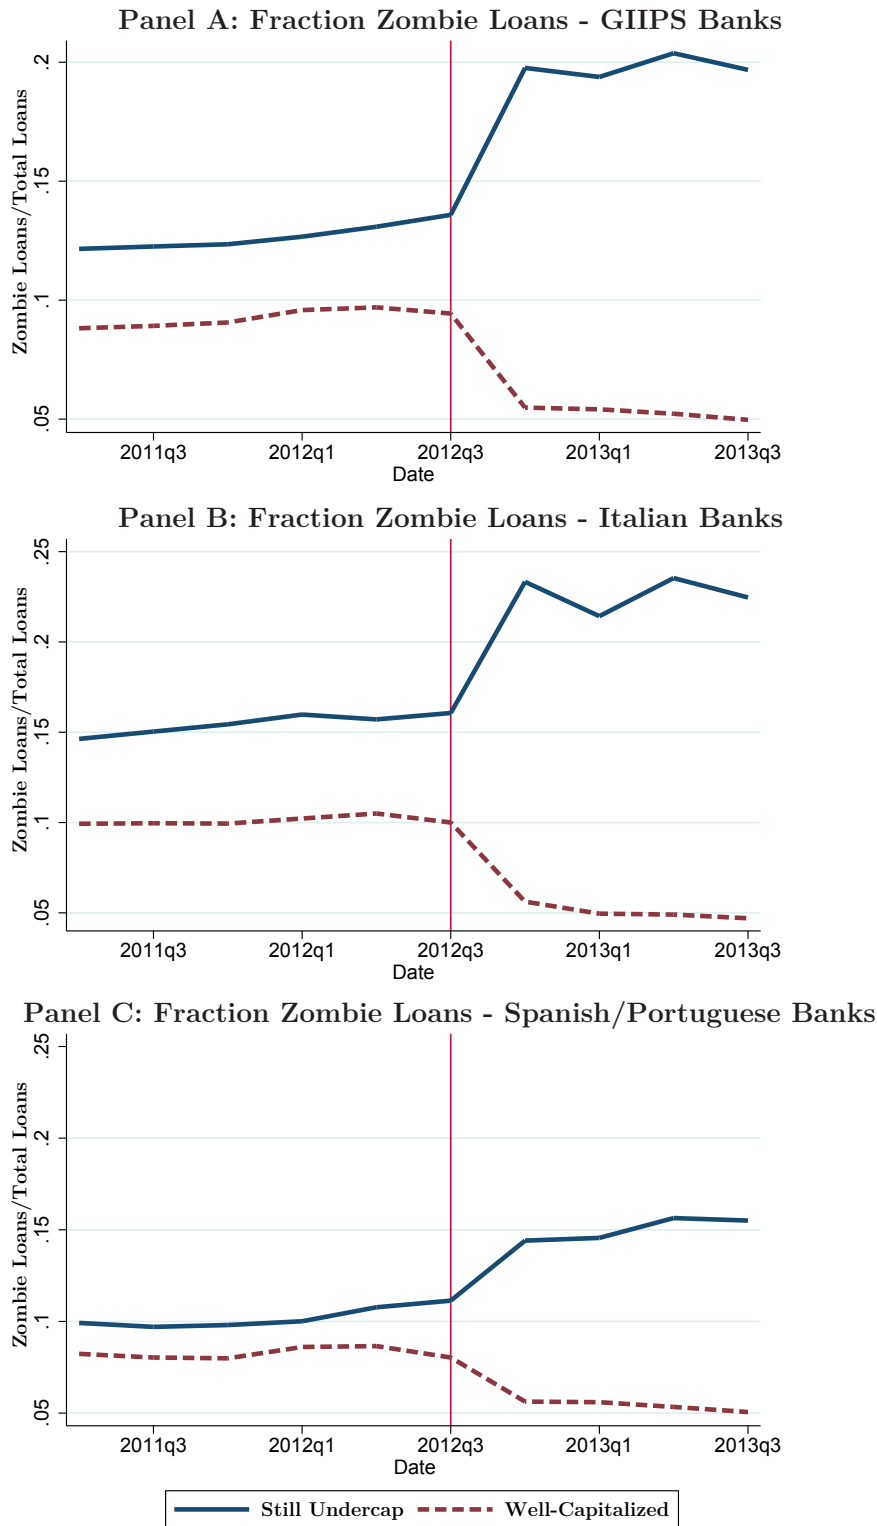 Panel A: Fraction Zombie Loans - GIIPS Banks
Zombie Loans/Total Loans
.2
.15
.1
.05
2011q3 2012q1 2012q3 2013q1 2013q3
Date
Panel B: Fraction Zombie Loans - Italian Banks
Zombie Loans/Total Loans
.25
.2
.15
.1
.05
2011q3 2012q1 2012q3 2013q1 2013q3
Date
Panel C: Fraction Zombie Loans - Spanish/Portuguese Banks
Zombie Loans/Total Loans
.25
.2
.15
.1
.05
2011q3 2012q1 2012q3 2013q1 2013q3
Date
Still Undercap Well-Capitalized